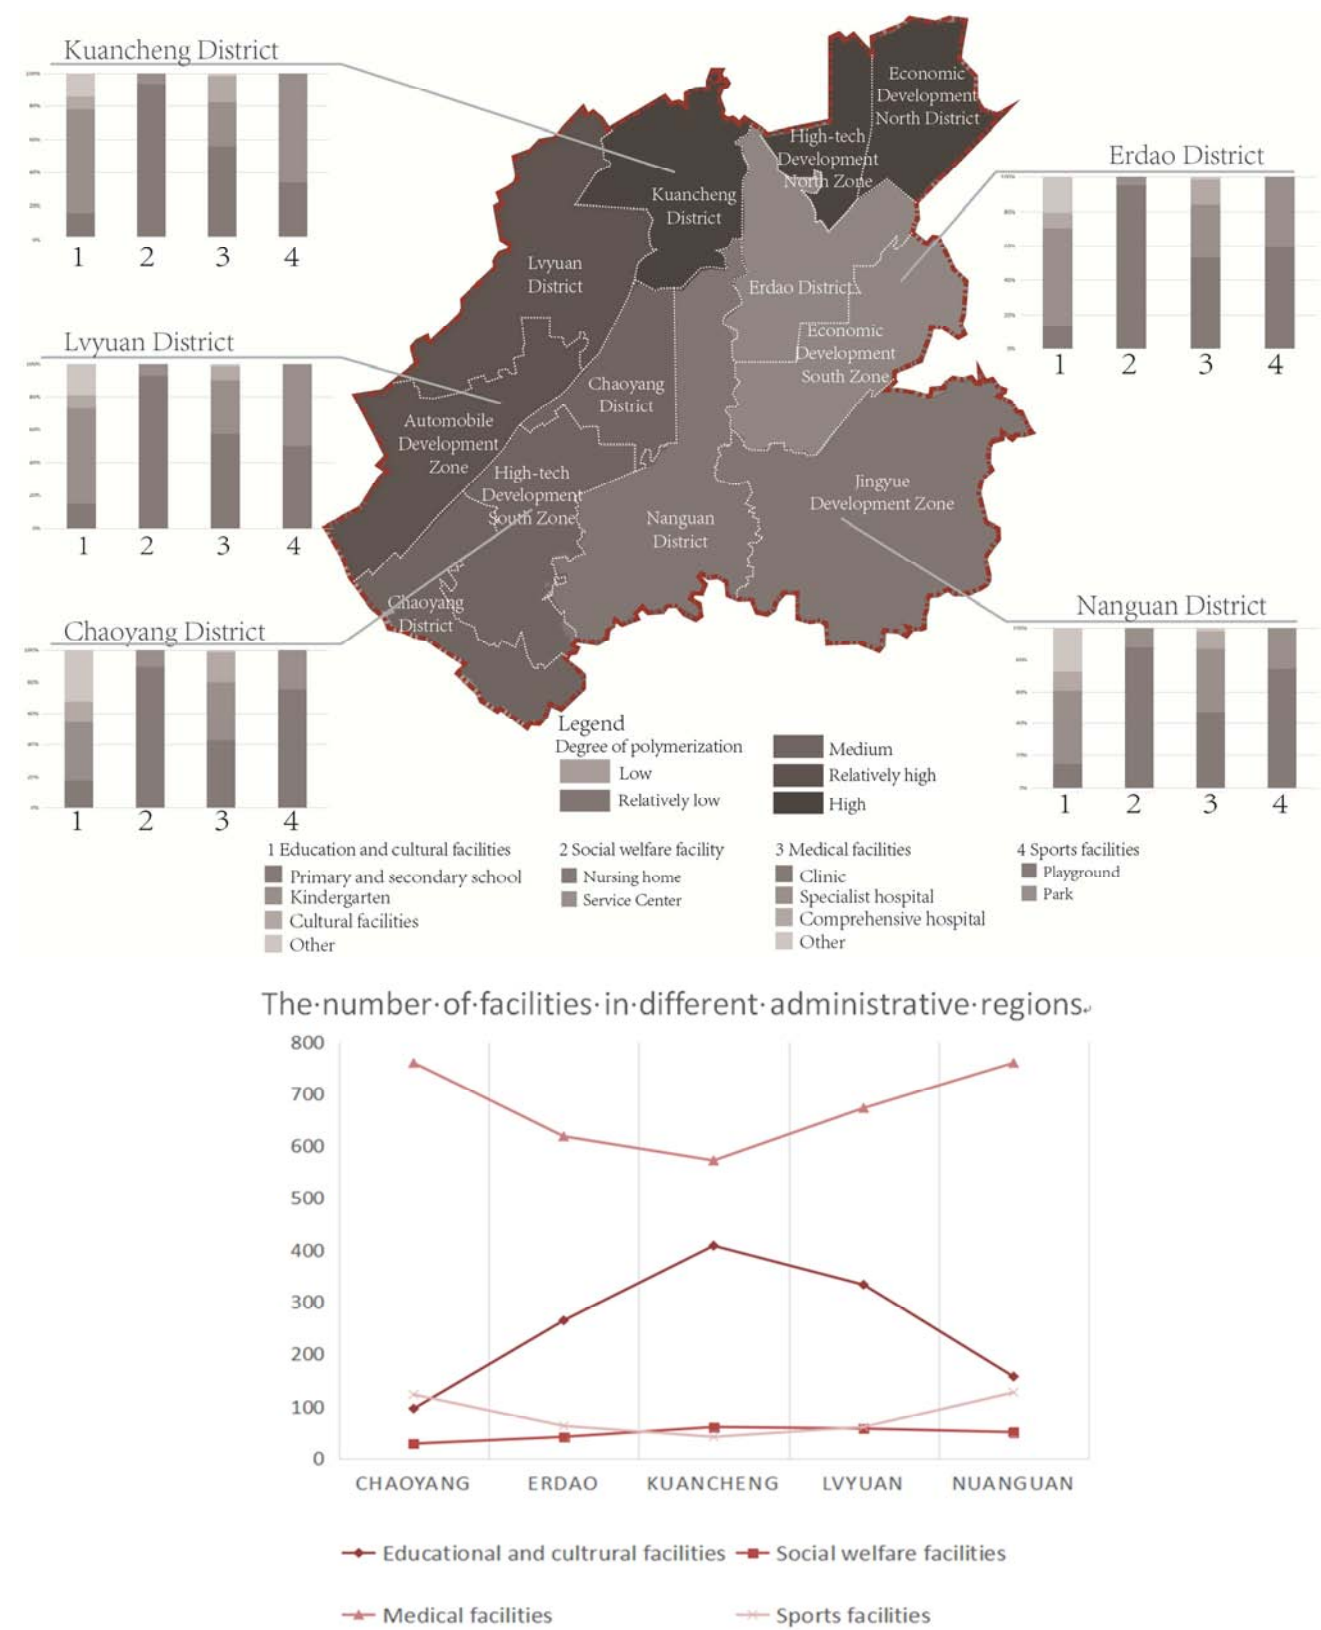 Kuancheng District
1 2 3 4
Lvyuan District
1 2 3 4
Chaoyang District
1 2 3 4
Erdao District
1 2 3 4
Nanguan District
1 2 3 4
Economic
Development
North District
High-tech
Development
North Zone
Kuancheng
District
Lvyuan
District
Erdao District
Economic
Development
South Zone
Chaoyang
District
Automobile
Development
Zone
High-tech
Development
South Zone
Jingyue
Development Zone
Nanguan
District
Chaoyang
District
Legend
Degree of polymerization
Low
Relatively low
Medium
Relatively high
High
1 Education and cultural facilities
Primary and secondary school
Kindergarten
Cultural facilities
Other
2 Social welfare facility
Nursing home
Service Center
3 Medical facilities
Clinic
Specialist hospital
Comprehensive hospital
Other
4 Sports facilities
Playground
Park
The·number·of·facilities·in·different·administrative·regions
800
700
600
500
400
300
200
100
0
CHAOYANG ERDAO KUANCHENG LVYUAN NUANGUAN
Educational and cultrural facilities Social welfare facilities
Medical facilities Sports facilities